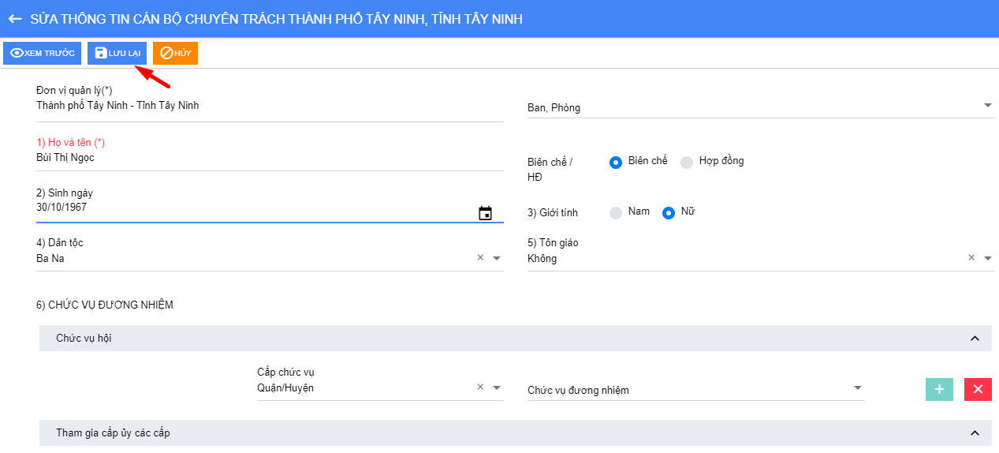 SỬA THÔNG TIN CÁN BỘ CHUYÊN TRÁCH THÀNH PHỐ TÂY NINH, TỈNH TÂY NINH
XEM TRƯỚC LƯU LẠI HỦY
Đơn vị quản lý(*)
Thành phố Tây Ninh - Tỉnh Tây Ninh
Ban, Phòng
1) Họ và tên (*)
Bùi Thị Ngọc
Biên chế /
HĐ
Biên chế Hợp đồng
2) Sinh ngày
30/10/1967
3) Giới tính Nam Nữ
4) Dân tộc
Ba Na
5) Tôn giáo
Không
6) CHỨC VỤ ĐƯƠNG NHIỆM
Chức vụ hội
Cấp chức vụ
Quận/Huyện
Chức vụ đương nhiệm
Tham gia cấp ủy các cấp